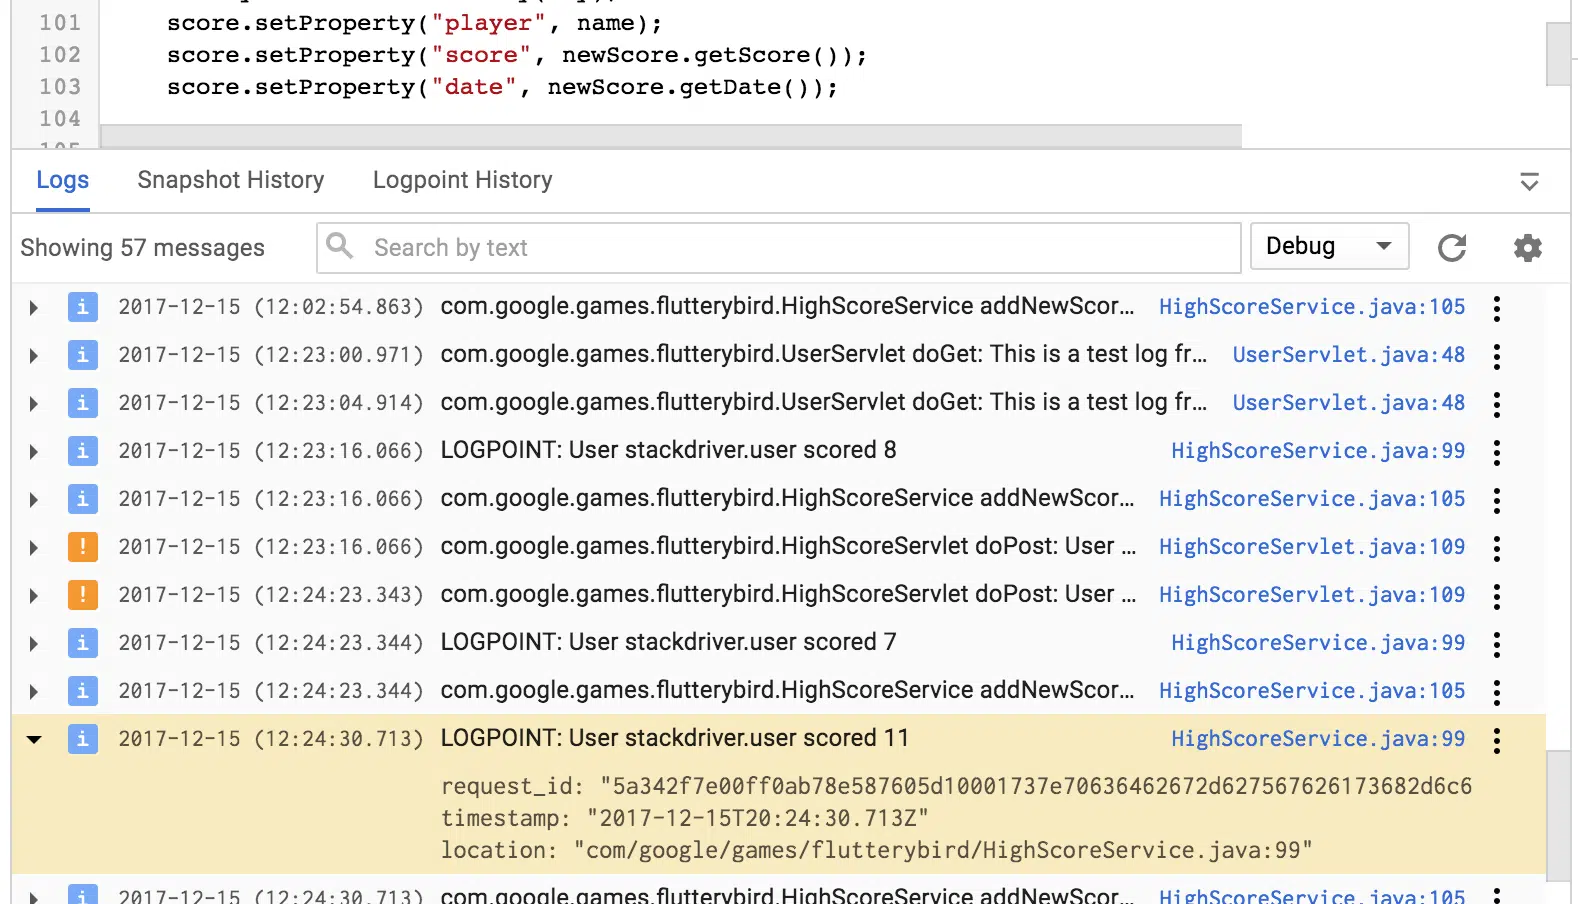 101 score.setProperty("player", name);
102 score.setProperty("score", newScore.getScore());
103 score.setProperty("date", newScore.getDate());
104
105
Logs Snapshot History Logpoint History
Showing 57 messages Search by text Debug
i 2017-12-15 (12:02:54.863) com.google.games.flutterybird.HighScoreService addNewScor... HighScoreService.java:105
i 2017-12-15 (12:23:00.971) com.google.games.flutterybird.UserServlet doGet: This is a test log fr... UserServlet.java:48
i 2017-12-15 (12:23:04.914) com.google.games.flutterybird.UserServlet doGet: This is a test log fr... UserServlet.java:48
i 2017-12-15 (12:23:16.066) LOGPOINT: User stackdriver.user scored 8 HighScoreService.java:99
i 2017-12-15 (12:23:16.066) com.google.games.flutterybird.HighScoreService addNewScor... HighScoreService.java:105
! 2017-12-15 (12:23:16.066) com.google.games.flutterybird.HighScoreServlet doPost: User ... HighScoreServlet.java:109
! 2017-12-15 (12:24:23.343) com.google.games.flutterybird.HighScoreServlet doPost: User ... HighScoreServlet.java:109
i 2017-12-15 (12:24:23.344) LOGPOINT: User stackdriver.user scored 7 HighScoreService.java:99
i 2017-12-15 (12:24:23.344) com.google.games.flutterybird.HighScoreService addNewScor... HighScoreService.java:105
i 2017-12-15 (12:24:30.713) LOGPOINT: User stackdriver.user scored 11 HighScoreService.java:99
request_id: "5a342f7e00ff0ab78e587605d10001737e70636462672d627567626173682d6c6
timestamp: "2017-12-15T20:24:30.713Z"
location: "com/google/games/flutterybird/HighScoreService.java:99"
i 2017-12-15 (12:24:30.713) com.google.games.flutterybird.HighScoreService addNewScor... HighScoreService.java:105